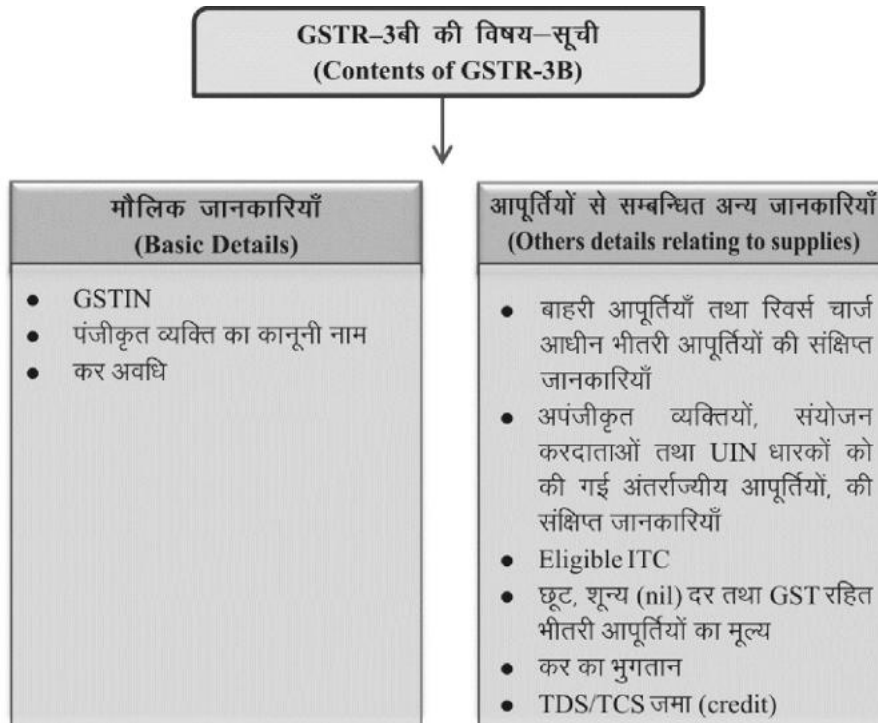 GSTR–3बी की विषय–सूची
(Contents of GSTR-3B)
मौलिक जानकारियाँ
(Basic Details)
● GSTIN
● पंजीकृत व्यक्ति का कानूनी नाम
● कर अवधि
आपूर्तियों से सम्बन्धित अन्य जानकारियाँ
(Others details relating to supplies)
● बाहरी आपूर्तियाँ तथा रिवर्स चार्ज
आधीन भीतरी आपूर्तियों की संक्षिप्त
जानकारियाँ
● अपंजीकृत व्यक्तियों, संयोजन
करदाताओं तथा UIN धारकों को
की गई अंतर्राज्यीय आपूर्तियों, की
संक्षिप्त जानकारियाँ
● Eligible ITC
● छूट, शून्य (nil) दर तथा GST रहित
भीतरी आपूर्तियों का मूल्य
● कर का भुगतान
● TDS/TCS जमा (credit)